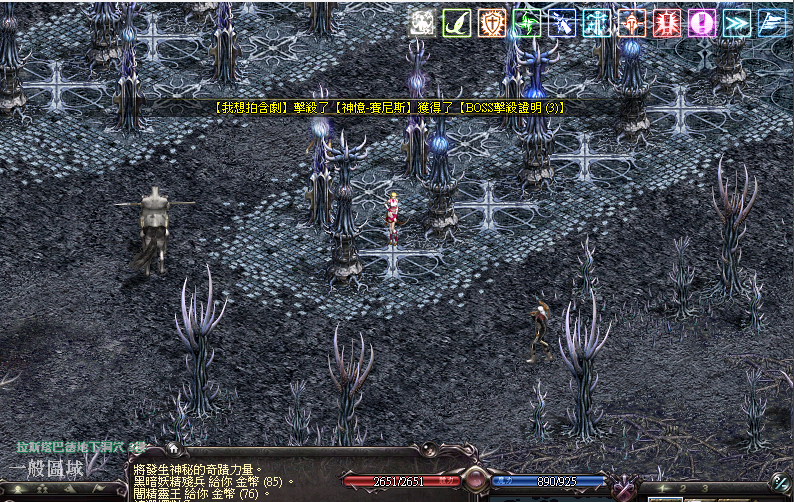 【我想拍含劇】擊殺了【神憶-賽尼斯】獲得了【BOSS擊殺證明 (3)】
拉斯塔巴德地下洞穴
一般區域
將發生神秘的奇蹟力量。
黑暗妖精殘兵 給你 金幣 (85) 。
闇精靈王 給你 金幣 (76) 。
2651/2651
890/925
2 3